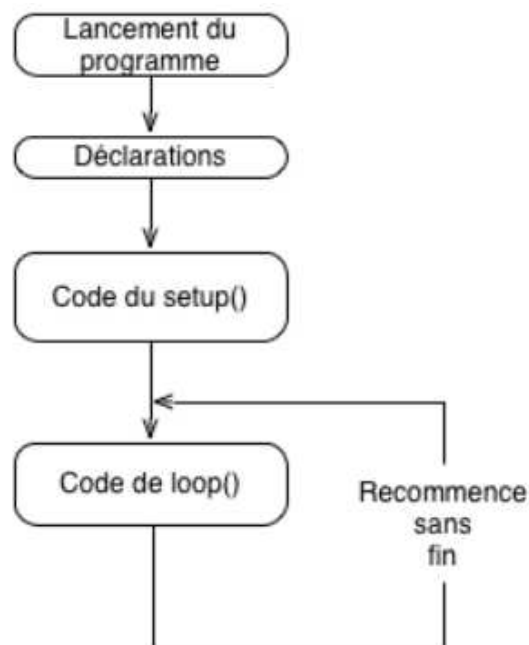 Lancement du
programme
Déclarations
Code du setup()
Code de loop()
Recommence
sans
fin